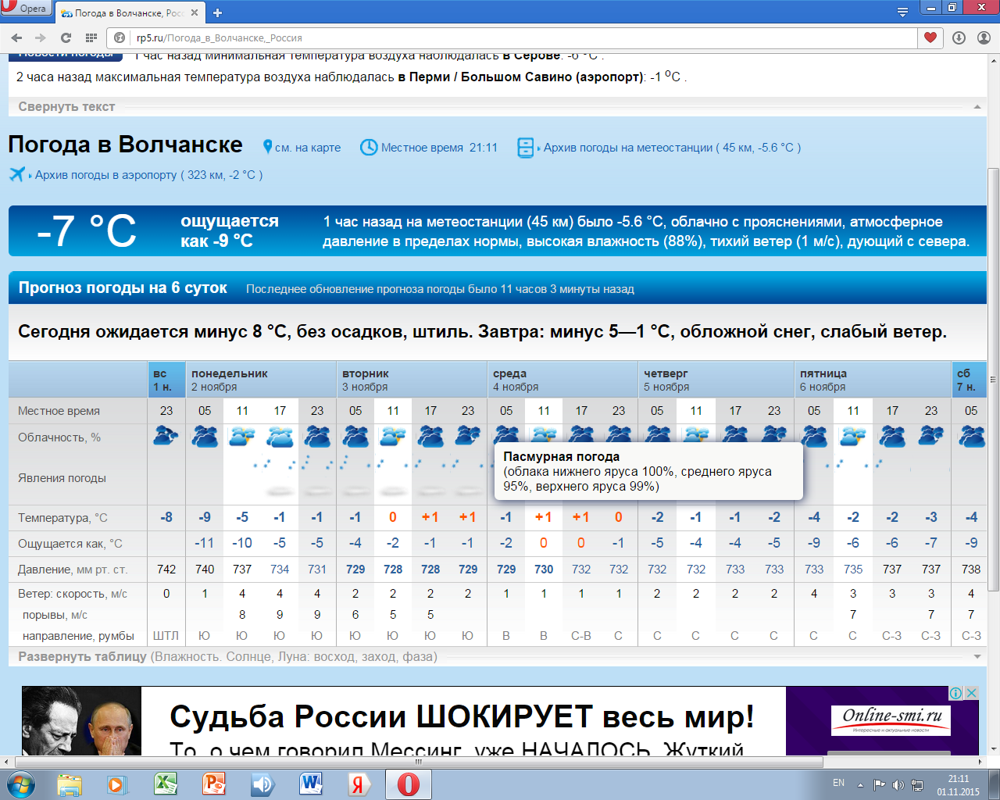 Opera
Погода в Волчанске, Росс
rp5.ru/Погода_в_Волчанске,_Россия
Новости погоды 1 час назад минимальная температура воздуха наблюдалась в Серове: -6 °C .
2 часа назад максимальная температура воздуха наблюдалась в Перми / Большом Савино (аэропорт): -1 °C .
Свернуть текст
Погода в Волчанске см. на карте Местное время 21:11 Архив погоды на метеостанции ( 45 км, -5.6 °C )
Архив погоды в аэропорту ( 323 км, -2 °C )
-7 °C
ощущается
как -9 °C
1 час назад на метеостанции (45 км) было -5.6 °C, облачно с прояснениями, атмосферное
давление в пределах нормы, высокая влажность (88%), тихий ветер (1 м/с), дующий с севера.
Прогноз погоды на 6 суток Последнее обновление прогноза погоды было 11 часов 3 минуты назад
Сегодня ожидается минус 8 °C, без осадков, штиль. Завтра: минус 5—1 °C, обложной снег, слабый ветер.
вс понедельник вторник среда четверг пятница сб
1 н. 2 ноября 3 ноября 4 ноября 5 ноября 6 ноября 7 н.
Местное время 23 05 11 17 23 05 11 17 23 05 11 17 23 05 11 17 23 05 11 17 23 05
Облачность, %
Пасмурная погода
(облака нижнего яруса 100%, среднего яруса
95%, верхнего яруса 99%)
Явления погоды
Температура, °C -8 -9 -5 -1 -1 -1 0 +1 +1 -1 +1 +1 0 -2 -1 -1 -2 -4 -2 -2 -3 -4
Ощущается как, °C -11 -10 -5 -5 -4 -2 -1 -1 -2 0 0 -1 -5 -4 -4 -5 -9 -6 -6 -7 -9
Давление, мм рт. ст. 742 740 737 734 731 729 728 728 729 729 730 732 732 732 732 733 733 733 735 737 737 738
Ветер: скорость, м/с 0 1 4 4 4 2 2 2 2 1 1 1 1 2 2 2 2 4 3 3 3 4
порывы, м/с 8 9 9 6 5 5 7 7 7
направление, румбы ШТЛ Ю Ю Ю Ю Ю Ю Ю Ю В В С-В С С С С С С С С-З С-З С-З
Развернуть таблицу (Влажность. Солнце, Луна: восход, заход, фаза)
Судьба России ШОКИРУЕТ весь мир!
То, о чем говорил Мессинг, уже НАЧАЛОСЬ. Жуткий
Online-smi.ru
Интересные и актуальные новости
EN
21:11
01.11.2015